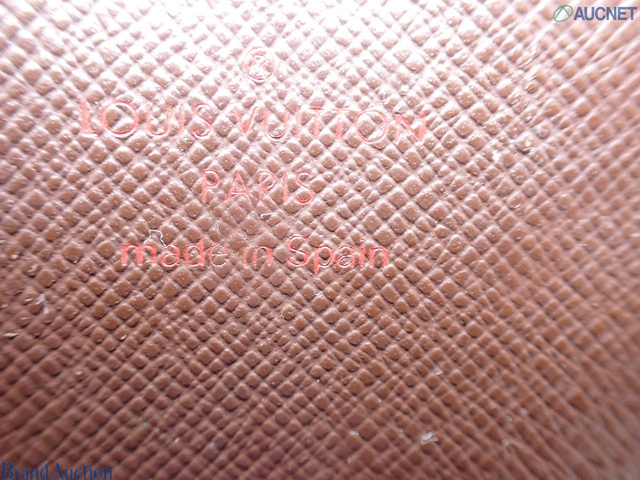 AUCNET
®
LOUIS VUITTON
PARIS
made in Spain
Brand Auction